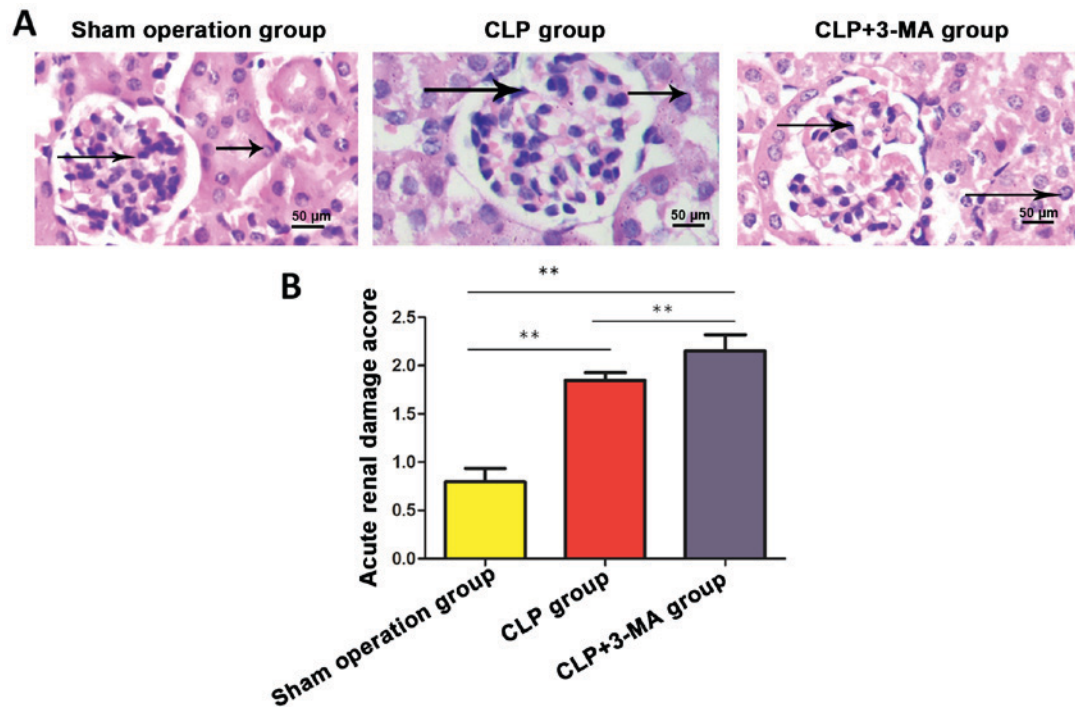 A
Sham operation group
CLP group
CLP+3-MA group
50 µm
50 µm
50 µm
B
**
**
**
Acute renal damage acore
2.5
2.0
1.5
1.0
0.5
0.0
Sham operation group
CLP group
CLP+3-MA group